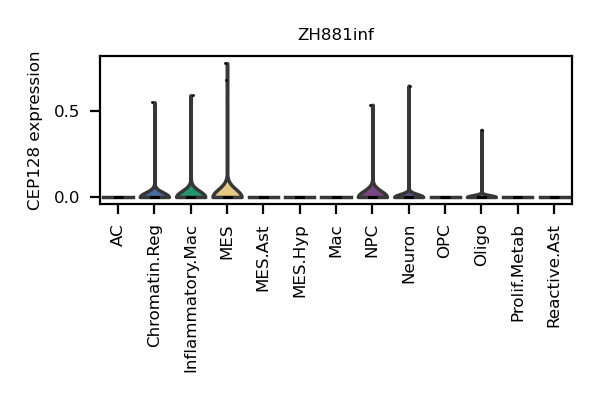 ZH881inf
CEP128 expression
0.5
0.0
AC
Chromatin.Reg
Inflammatory.Mac
MES
MES.Ast
MES.Hyp
Mac
NPC
Neuron
OPC
Oligo
Prolif.Metab
Reactive.Ast